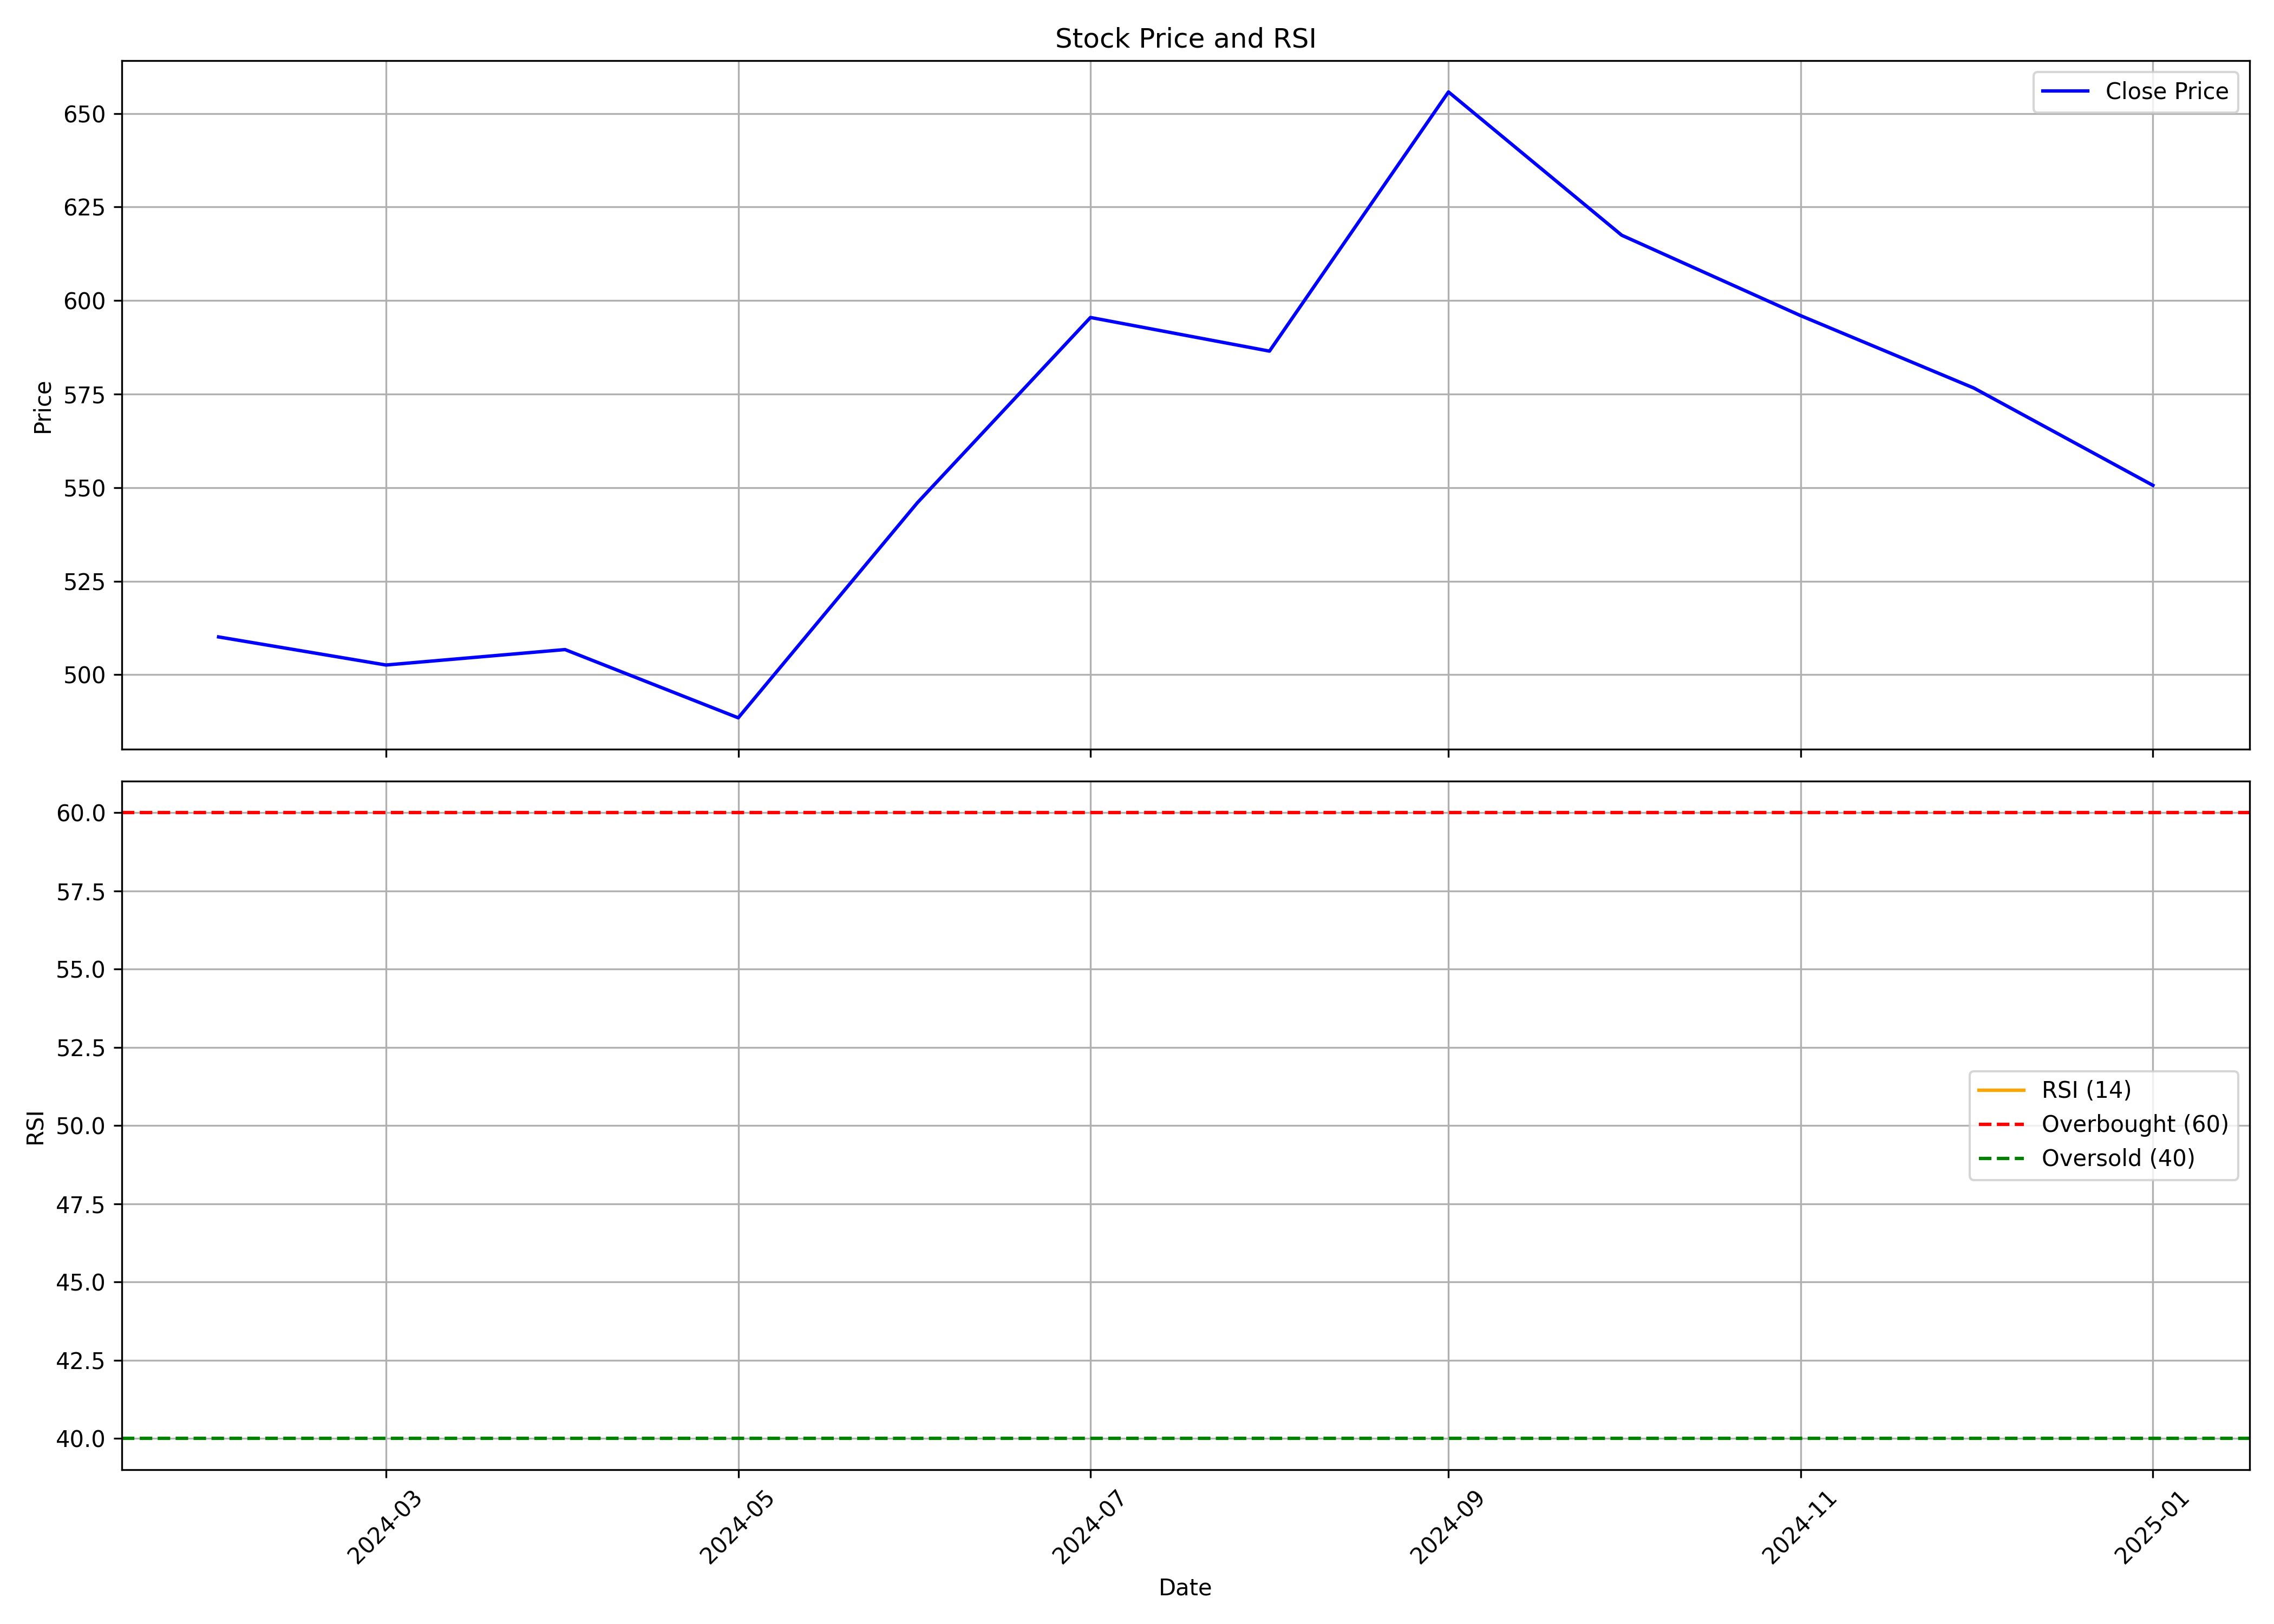 Stock Price and RSI
Close Price
650
625
600
575
550
525
500
Price
60.0
57.5
55.0
52.5
50.0
47.5
45.0
42.5
40.0
RSI
RSI (14)
Overbought (60)
Oversold (40)
2024-03
2024-05
2024-07
2024-09
2024-11
2025-01
Date